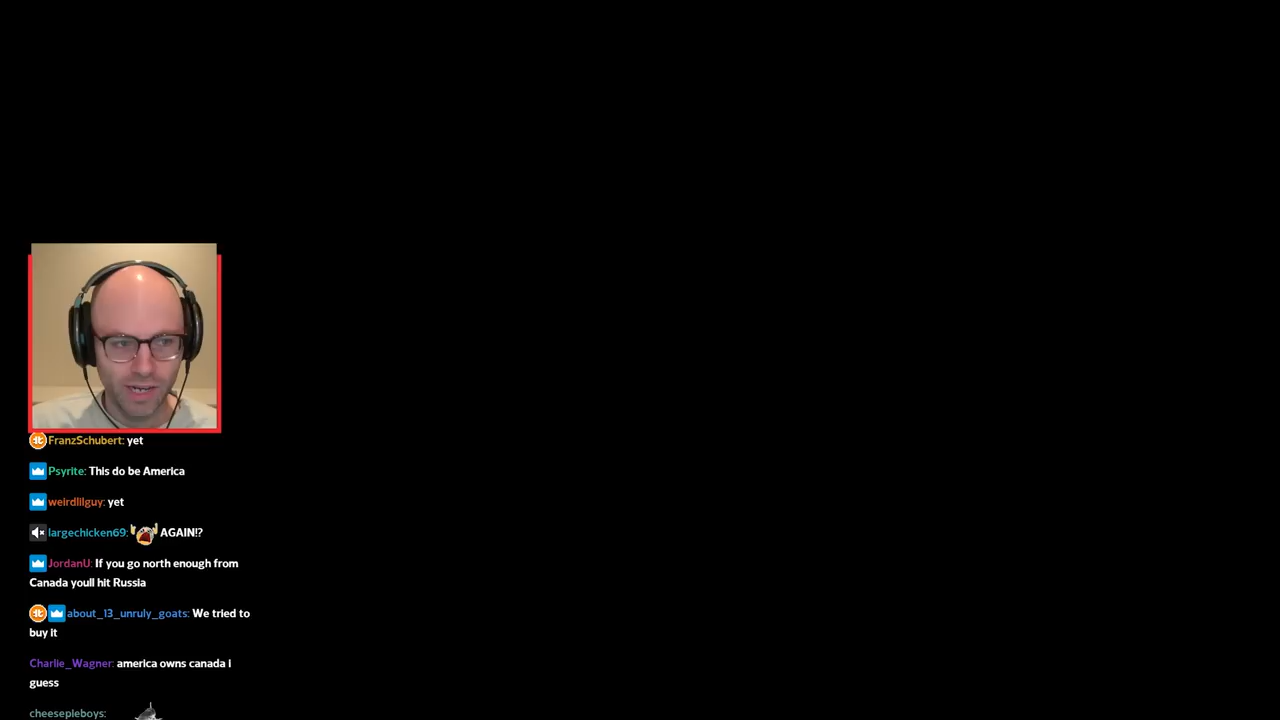 FranzSchubert: yet
Psyrite: This do be America
weirdlilguy: yet
largechicken69: AGAIN!?
JordanU: If you go north enough from
Canada youll hit Russia
about_13_unruly_goats: We tried to
buy it
Charlie_Wagner: america owns canada i
guess
cheesepieboys: